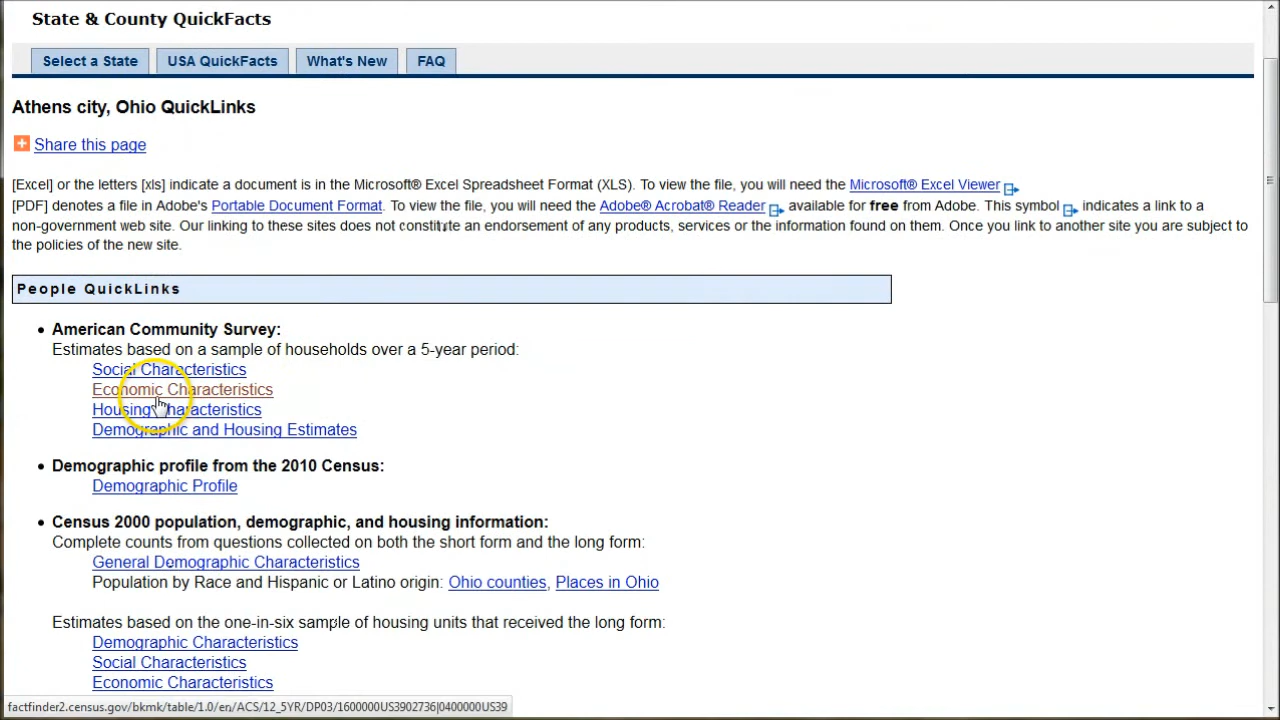 State & County QuickFacts
Select a State
USA QuickFacts
What's New
FAQ
Athens city, Ohio QuickLinks
Share this page
[Excel] or the letters [xls] indicate a document is in the Microsoft® Excel Spreadsheet Format (XLS). To view the file, you will need the Microsoft® Excel Viewer
[PDF] denotes a file in Adobe's Portable Document Format. To view the file, you will need the Adobe® Acrobat® Reader available for free from Adobe. This symbol indicates a link to a
non-government web site. Our linking to these sites does not constitute an endorsement of any products, services or the information found on them. Once you link to another site you are subject to
the policies of the new site.
People QuickLinks
• American Community Survey:
Estimates based on a sample of households over a 5-year period:
Social Characteristics
Economic Characteristics
Housing Characteristics
Demographic and Housing Estimates
• Demographic profile from the 2010 Census:
Demographic Profile
• Census 2000 population, demographic, and housing information:
Complete counts from questions collected on both the short form and the long form:
General Demographic Characteristics
Population by Race and Hispanic or Latino origin: Ohio counties, Places in Ohio
Estimates based on the one-in-six sample of housing units that received the long form:
Demographic Characteristics
Social Characteristics
Economic Characteristics
factfinder2.census.gov/bkmk/table/1.0/en/ACS/12_5YR/DP03/1600000US3902736|0400000US39